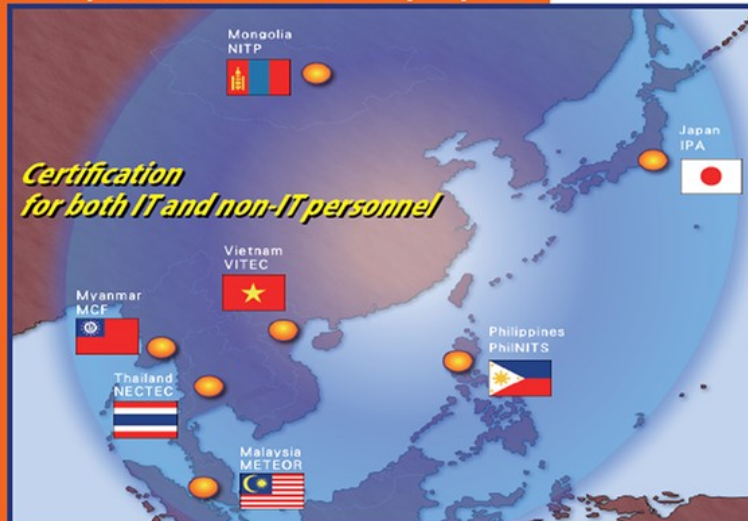 Mongolia
NITP
Japan
IPA
Certification
for both IT and non-IT personnel
Vietnam
VITEC
Myanmar
MCF
Philippines
PhilNITS
Thailand
NECTEC
Malaysia
METEOR